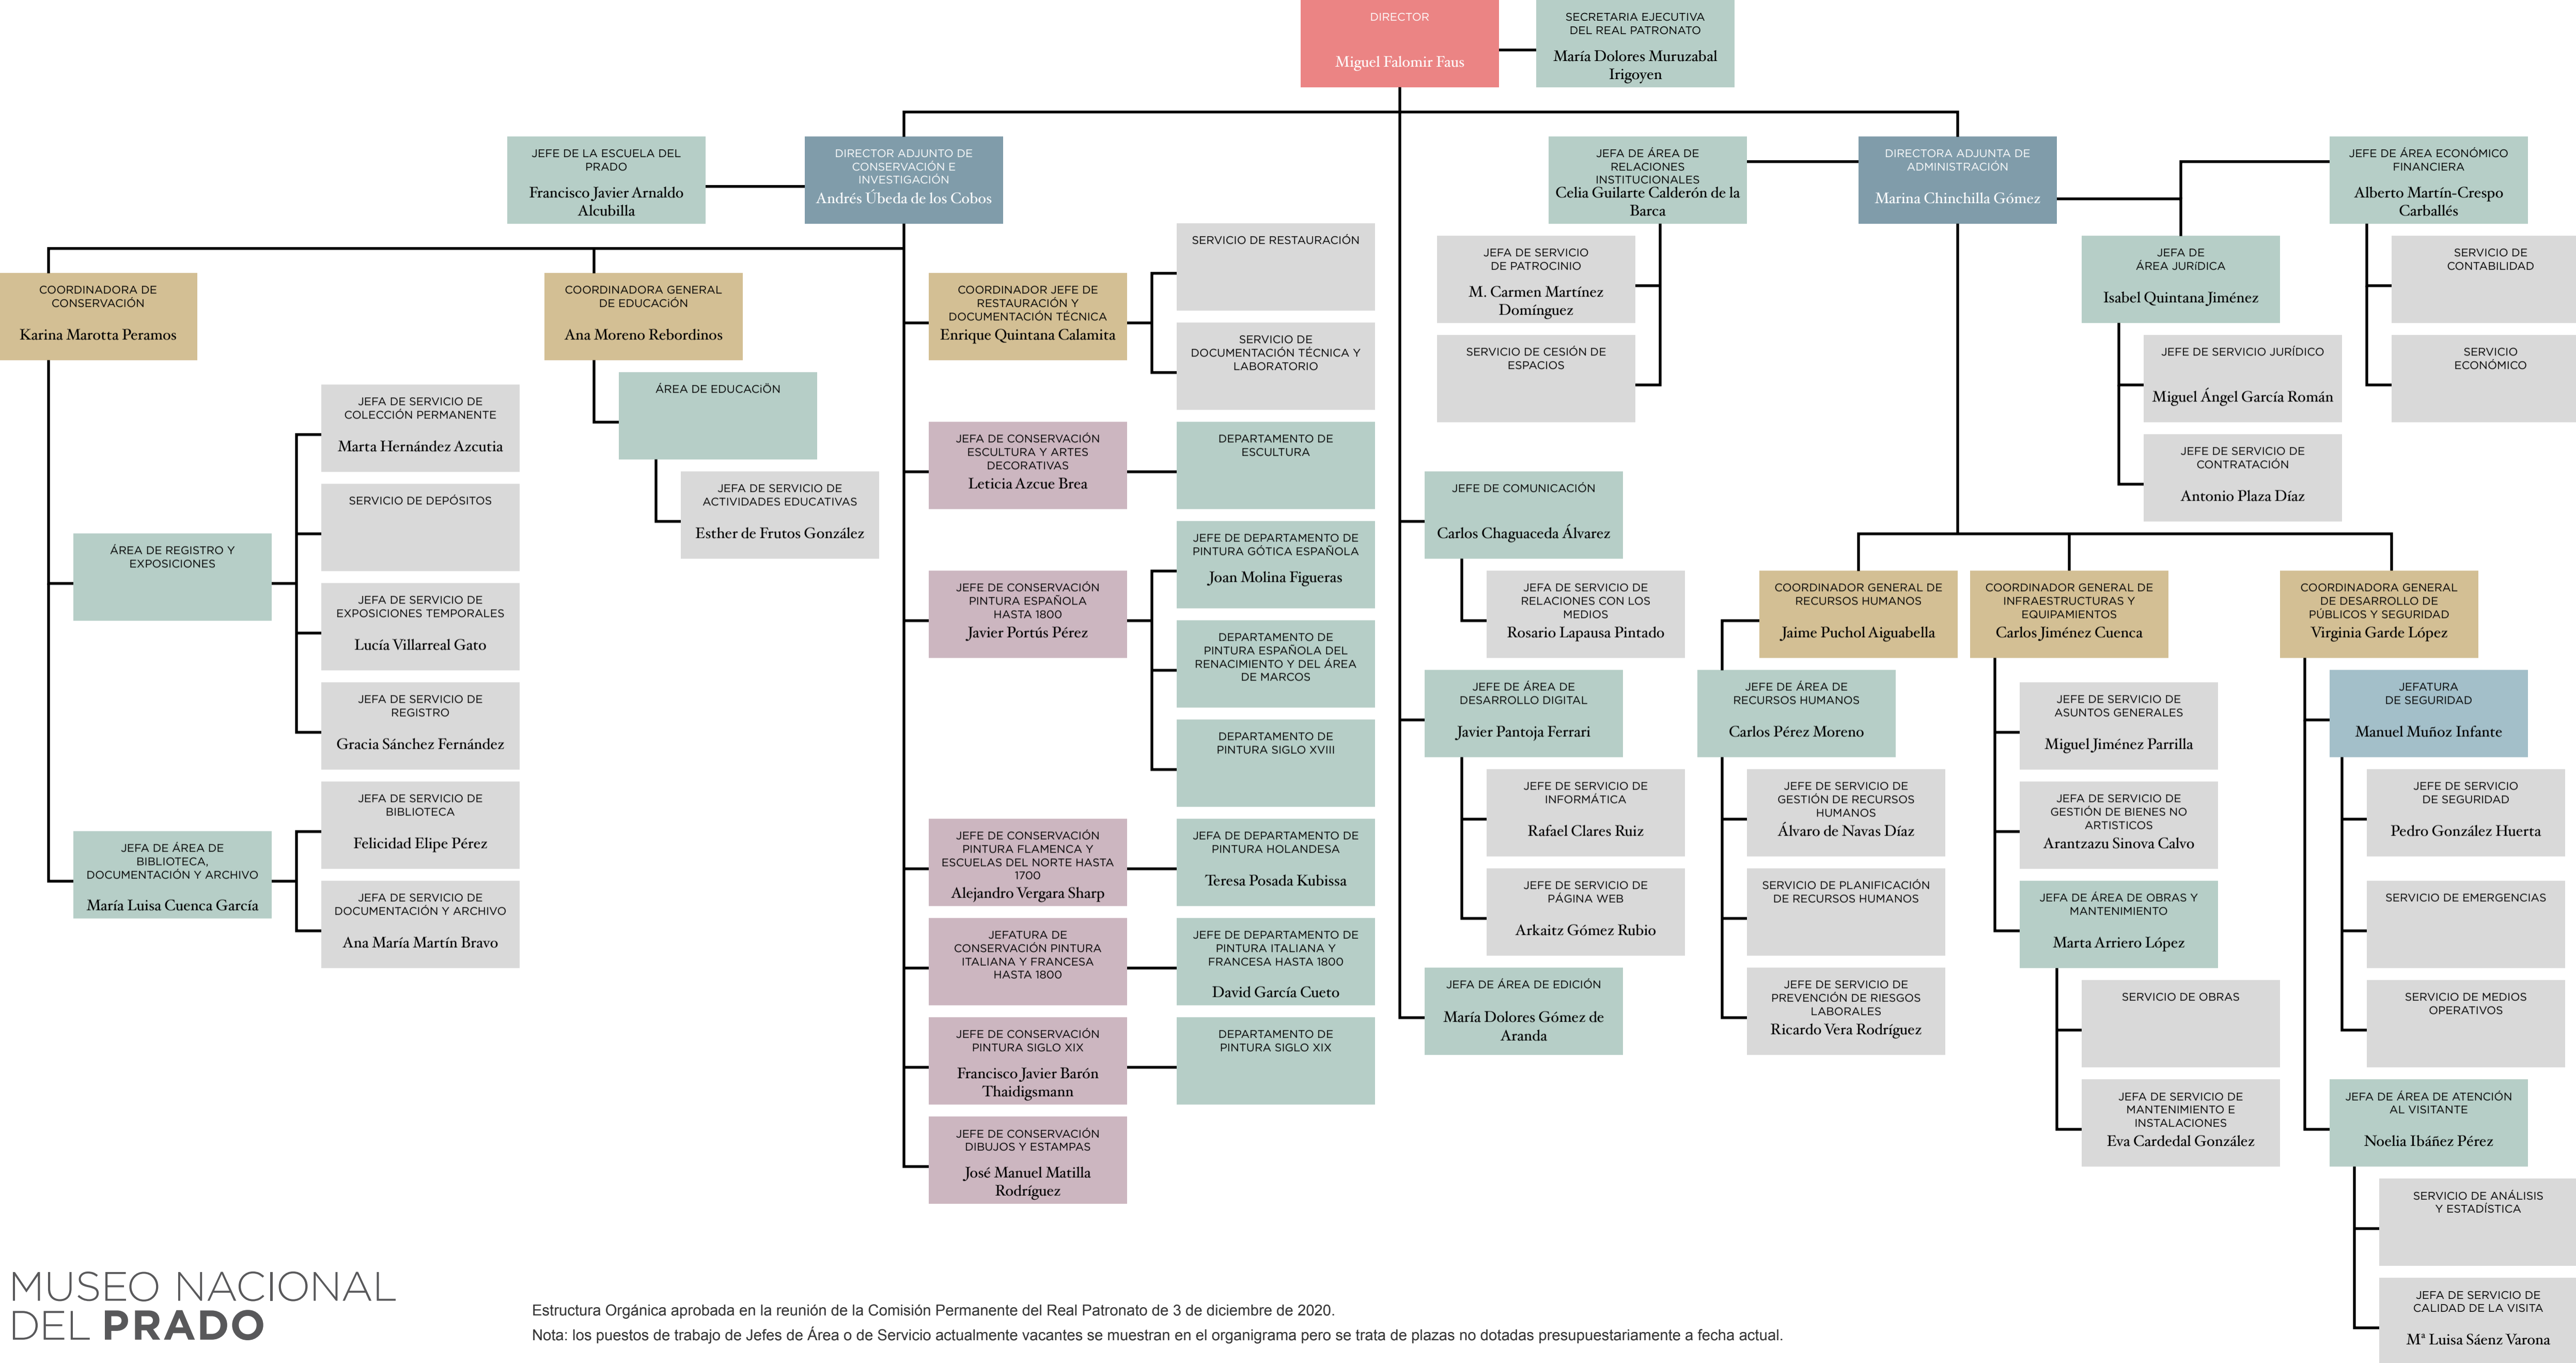 DIRECTOR
Miguel Falomir Faus
SECRETARIA EJECUTIVA
DEL REAL PATRONATO
María Dolores Muruzabal
Irigoyen
JEFE DE LA ESCUELA DEL
PRADO
Francisco Javier Arnaldo
Alcubilla
DIRECTOR ADJUNTO DE
CONSERVACIÓN E
INVESTIGACIÓN
Andrés Úbeda de los Cobos
JEFA DE ÁREA DE
RELACIONES
INSTITUCIONALES
Celia Guilarte Calderón de la
Barca
DIRECTORA ADJUNTA DE
ADMINISTRACIÓN
Marina Chinchilla Gómez
JEFE DE ÁREA ECONÓMICO
FINANCIERA
Alberto Martín-Crespo
Carballés
COORDINADORA DE
CONSERVACIÓN
Karina Marotta Peramos
ÁREA DE REGISTRO Y
EXPOSICIONES
JEFA DE SERVICIO DE
COLECCIÓN PERMANENTE
Marta Hernández Azcutia
SERVICIO DE DEPÓSITOS
JEFA DE SERVICIO DE
EXPOSICIONES TEMPORALES
Lucía Villarreal Gato
JEFA DE SERVICIO DE
REGISTRO
Gracia Sánchez Fernández
JEFA DE ÁREA DE
BIBLIOTECA,
DOCUMENTACIÓN Y ARCHIVO
María Luisa Cuenca García
JEFA DE SERVICIO DE
BIBLIOTECA
Felicidad Elipe Pérez
JEFA DE SERVICIO DE
DOCUMENTACIÓN Y ARCHIVO
Ana María Martín Bravo
COORDINADORA GENERAL
DE EDUCACiÓN
Ana Moreno Rebordinos
ÁREA DE EDUCACiÖN
JEFA DE SERVICIO DE
ACTIVIDADES EDUCATIVAS
Esther de Frutos González
COORDINADOR JEFE DE
RESTAURACIÓN Y
DOCUMENTACIÓN TÉCNICA
Enrique Quintana Calamita
SERVICIO DE RESTAURACIÓN
SERVICIO DE
DOCUMENTACIÓN TÉCNICA Y
LABORATORIO
JEFA DE CONSERVACIÓN
ESCULTURA Y ARTES
DECORATIVAS
Leticia Azcue Brea
DEPARTAMENTO DE
ESCULTURA
JEFE DE CONSERVACIÓN
PINTURA ESPAÑOLA
HASTA 1800
Javier Portús Pérez
JEFE DE DEPARTAMENTO DE
PINTURA GÓTICA ESPAÑOLA
Joan Molina Figueras
DEPARTAMENTO DE
PINTURA ESPAÑOLA DEL
RENACIMIENTO Y DEL ÁREA
DE MARCOS
DEPARTAMENTO DE
PINTURA SIGLO XVIII
JEFE DE CONSERVACIÓN
PINTURA FLAMENCA Y
ESCUELAS DEL NORTE HASTA
1700
Alejandro Vergara Sharp
JEFA DE DEPARTAMENTO DE
PINTURA HOLANDESA
Teresa Posada Kubissa
JEFATURA DE
CONSERVACIÓN PINTURA
ITALIANA Y FRANCESA
HASTA 1800
JEFE DE DEPARTAMENTO DE
PINTURA ITALIANA Y
FRANCESA HASTA 1800
David García Cueto
JEFE DE CONSERVACIÓN
PINTURA SIGLO XIX
Francisco Javier Barón
Thaidigsmann
DEPARTAMENTO DE
PINTURA SIGLO XIX
JEFE DE CONSERVACIÓN
DIBUJOS Y ESTAMPAS
José Manuel Matilla
Rodríguez
JEFA DE SERVICIO
DE PATROCINIO
M. Carmen Martínez
Domínguez
SERVICIO DE CESIÓN DE
ESPACIOS
JEFE DE COMUNICACIÓN
Carlos Chaguaceda Álvarez
JEFA DE SERVICIO DE
RELACIONES CON LOS
MEDIOS
Rosario Lapausa Pintado
JEFE DE ÁREA DE
DESARROLLO DIGITAL
Javier Pantoja Ferrari
JEFE DE SERVICIO DE
INFORMÁTICA
Rafael Clares Ruiz
JEFE DE SERVICIO DE
PÁGINA WEB
Arkaitz Gómez Rubio
JEFA DE ÁREA DE EDICIÓN
María Dolores Gómez de
Aranda
JEFA DE
ÁREA JURíDICA
Isabel Quintana Jiménez
JEFE DE SERVICIO JURÍDICO
Miguel Ángel García Román
JEFE DE SERVICIO DE
CONTRATACIÓN
Antonio Plaza Díaz
SERVICIO DE
CONTABILIDAD
SERVICIO
ECONÓMICO
COORDINADOR GENERAL DE
RECURSOS HUMANOS
Jaime Puchol Aiguabella
JEFE DE ÁREA DE
RECURSOS HUMANOS
Carlos Pérez Moreno
JEFE DE SERVICIO DE
GESTIÓN DE RECURSOS
HUMANOS
Álvaro de Navas Díaz
SERVICIO DE PLANIFICACIÓN
DE RECURSOS HUMANOS
JEFE DE SERVICIO DE
PREVENCIÓN DE RIESGOS
LABORALES
Ricardo Vera Rodríguez
COORDINADOR GENERAL DE
INFRAESTRUCTURAS Y
EQUIPAMIENTOS
Carlos Jiménez Cuenca
JEFE DE SERVICIO DE
ASUNTOS GENERALES
Miguel Jiménez Parrilla
JEFA DE SERVICIO DE
GESTIÓN DE BIENES NO
ARTISTICOS
Arantzazu Sinova Calvo
JEFA DE ÁREA DE OBRAS Y
MANTENIMIENTO
Marta Arriero López
SERVICIO DE OBRAS
JEFA DE SERVICIO DE
MANTENIMIENTO E
INSTALACIONES
Eva Cardedal González
COORDINADORA GENERAL
DE DESARROLLO DE
PÚBLICOS Y SEGURIDAD
Virginia Garde López
JEFATURA
DE SEGURIDAD
Manuel Muñoz Infante
JEFE DE SERVICIO
DE SEGURIDAD
Pedro González Huerta
SERVICIO DE EMERGENCIAS
SERVICIO DE MEDIOS
OPERATIVOS
JEFA DE ÁREA DE ATENCIÓN
AL VISITANTE
Noelia Ibáñez Pérez
SERVICIO DE ANÁLISIS
Y ESTADÍSTICA
JEFA DE SERVICIO DE
CALIDAD DE LA VISITA
Mª Luisa Sáenz Varona
MUSEO NACIONAL
DEL PRADO
Estructura Orgánica aprobada en la reunión de la Comisión Permanente del Real Patronato de 3 de diciembre de 2020.
Nota: los puestos de trabajo de Jefes de Área o de Servicio actualmente vacantes se muestran en el organigrama pero se trata de plazas no dotadas presupuestariamente a fecha actual.